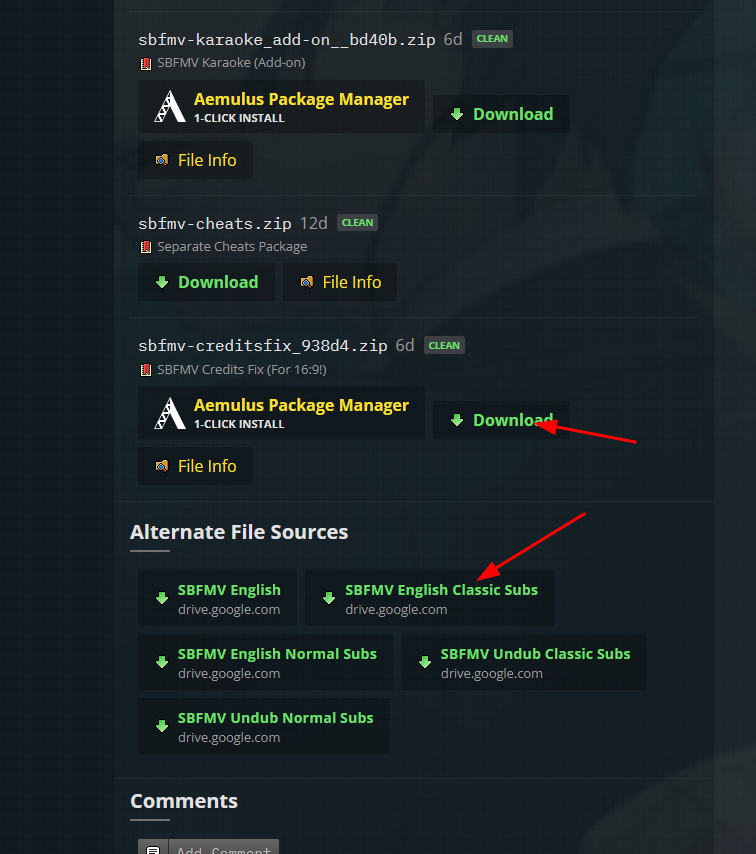 sbfmv-karaoke_add-on__bd40b.zip 6d CLEAN
SBFMV Karaoke (Add-on)
Aemulus Package Manager
1-CLICK INSTALL
Download
File Info
sbfmv-cheats.zip 12d CLEAN
Separate Cheats Package
Download File Info
sbfmv-creditsfix_938d4.zip 6d CLEAN
SBFMV Credits Fix (For 16:9!)
Aemulus Package Manager
1-CLICK INSTALL
Download
File Info
Alternate File Sources
SBFMV English
drive.google.com
SBFMV English Classic Subs
drive.google.com
SBFMV English Normal Subs
drive.google.com
SBFMV Undub Classic Subs
drive.google.com
SBFMV Undub Normal Subs
drive.google.com
Comments
Add Comment